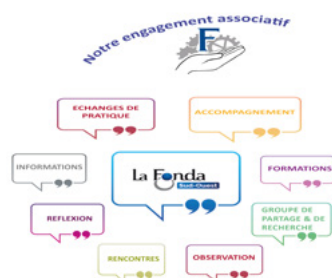 Notre engagement associatif
F
ECHANGES DE
PRATIQUE
ACCOMPAGNEMENT
INFORMATIONS
La Fonda
Sud-Ouest
FORMATIONS
REFLEXION
GROUPE DE
PARTAGE & DE
RECHERCHE
RENCONTRES
OBSERVATION